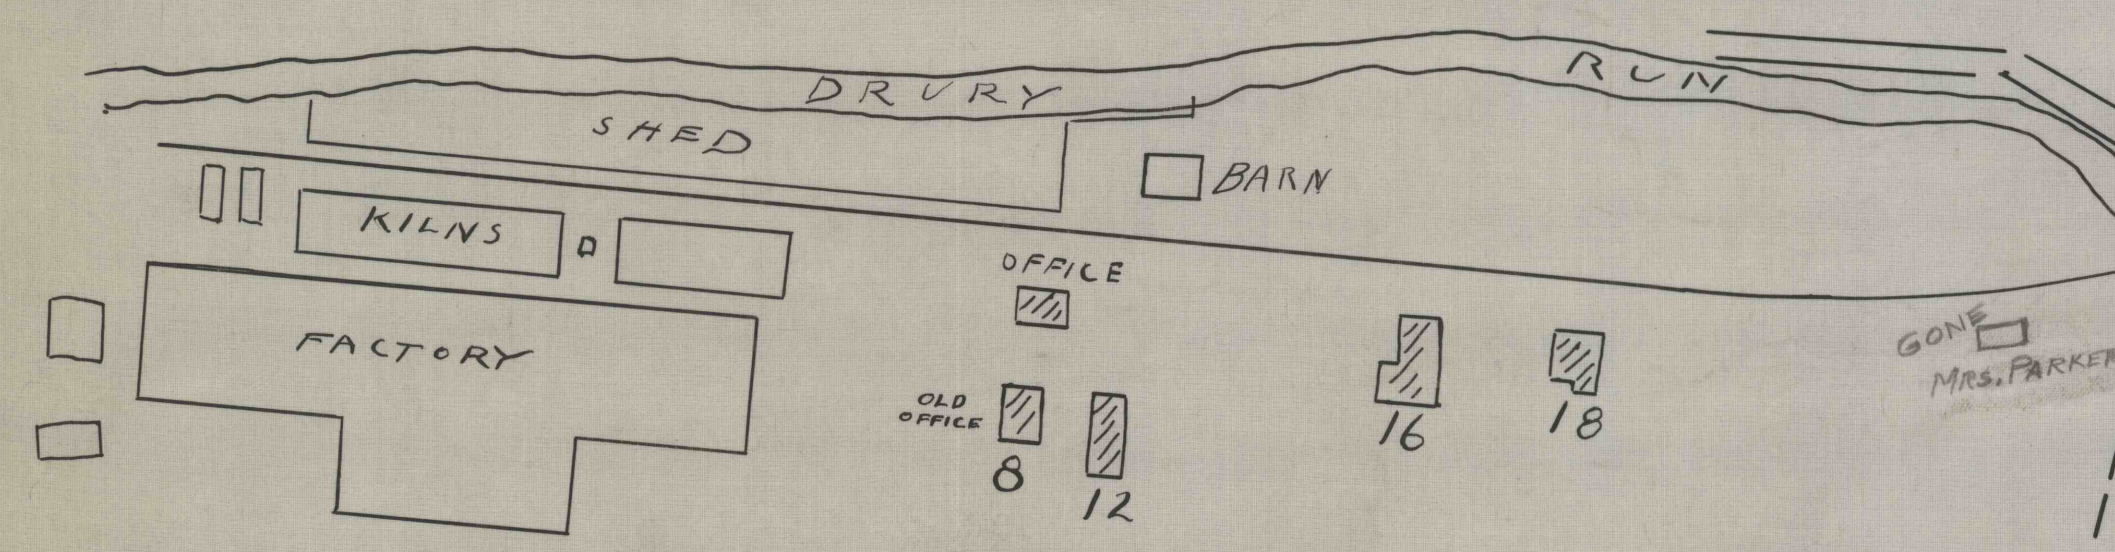 DRURY RUN
SHED
BARN
KILNS
OFFICE
FACTORY
OLD
OFFICE
8
12
16
18
GONE
MRS. PARKER